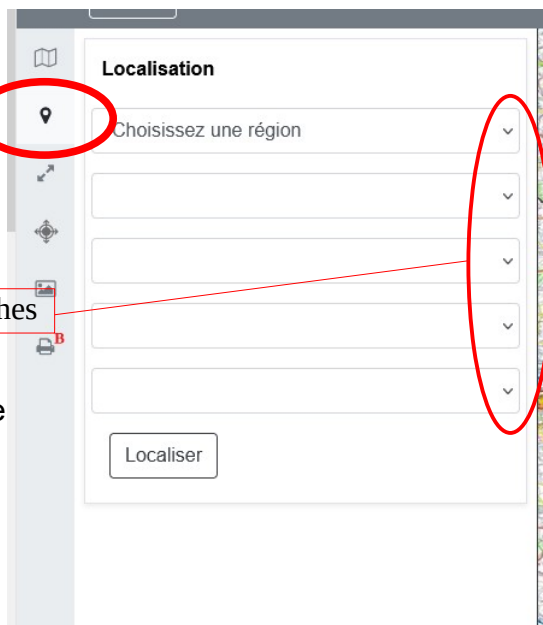 Localisation
Choisissez une région
hes
B
e
Localiser